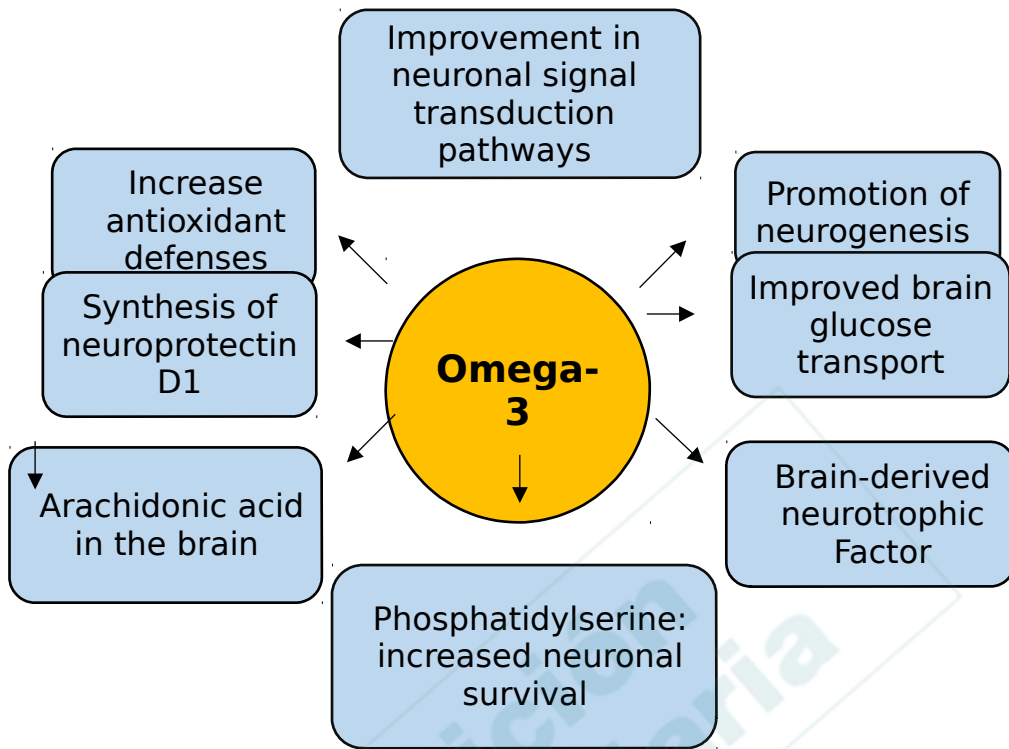 Improvement in
neuronal signal
transduction
pathways
Increase
antioxidant
defenses
Promotion of
neurogenesis
Synthesis of
neuroprotectin
D1
Improved brain
glucose
transport
Omega-
3
Arachidonic acid
in the brain
Brain-derived
neurotrophic
Factor
Phosphatidylserine:
increased neuronal
survival